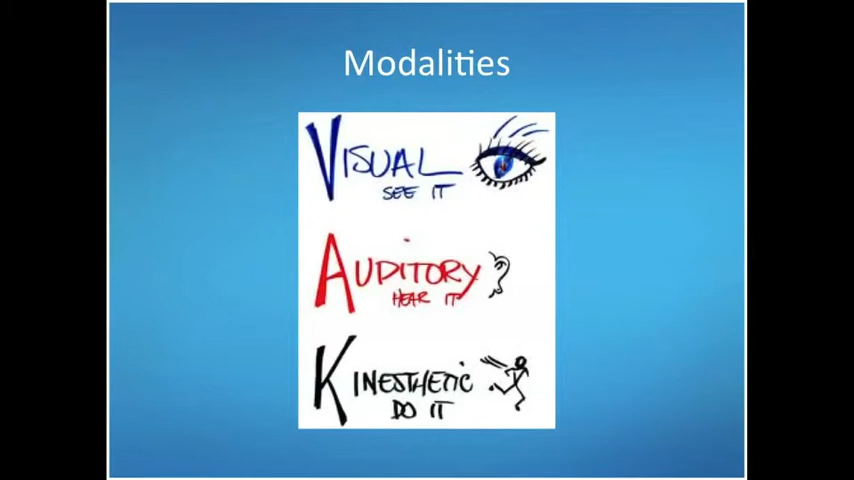 Modalities
VISUAL
SEE IT
AUDITORY
HEAR IT
KINESTHETIC
DO IT